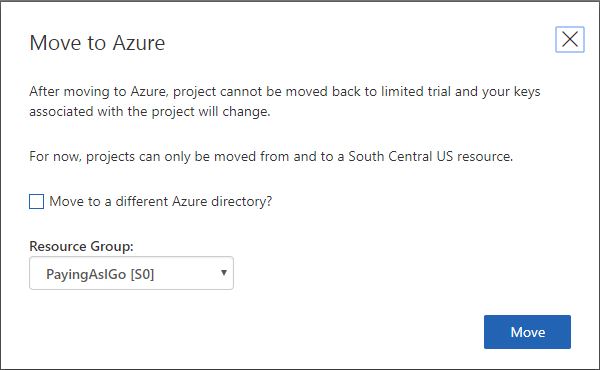 Move to Azure
After moving to Azure, project cannot be moved back to limited trial and your keys
associated with the project will change.
For now, projects can only be moved from and to a South Central US resource.
Move to a different Azure directory?
Resource Group:
PayingAsIGo [S0]
Move